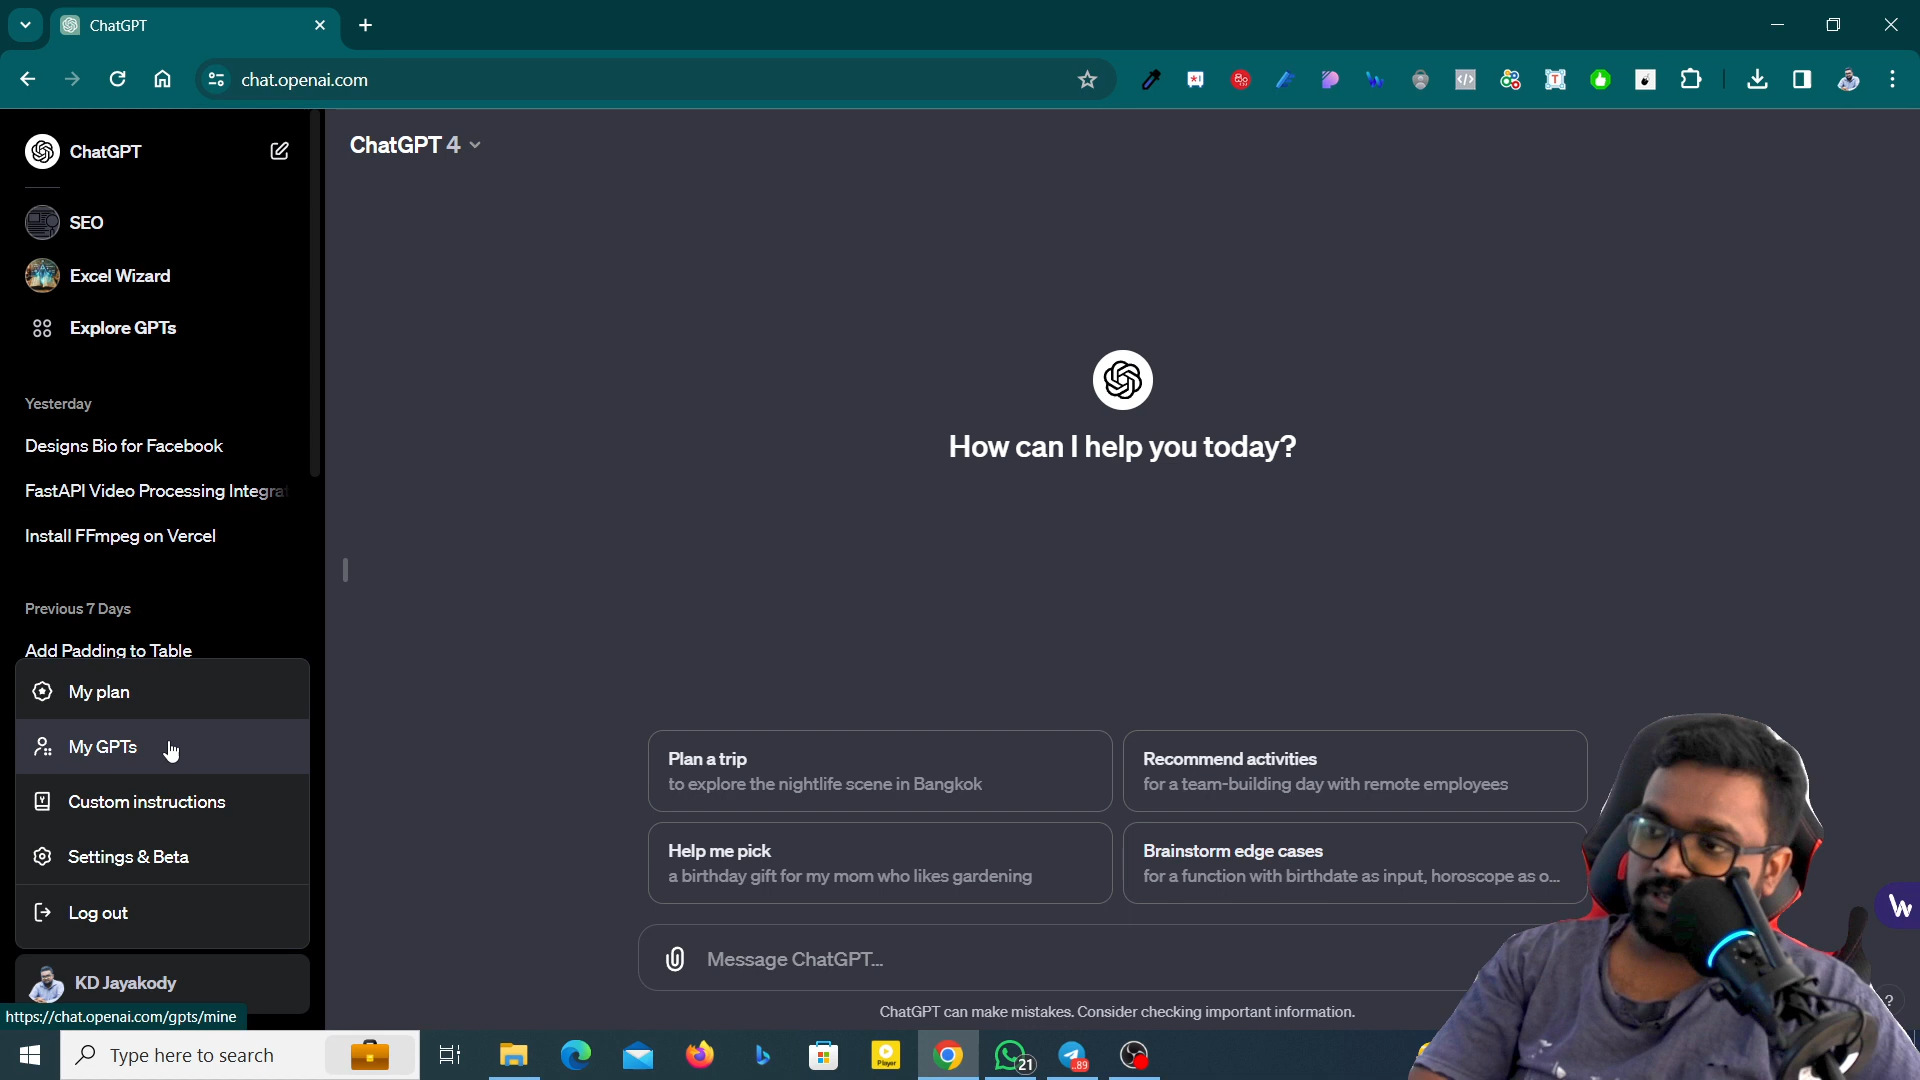 ChatGPT
chat.openai.com
ChatGPT
SEO
Excel Wizard
Explore GPTs
Yesterday
Designs Bio for Facebook
FastAPI Video Processing Integrat
Install FFmpeg on Vercel
Previous 7 Days
Add Padding to Table
My plan
My GPTs
Custom instructions
Settings & Beta
Log out
KD Jayakody
https://chat.openai.com/gpts/mine
ChatGPT 4
How can I help you today?
Plan a trip
to explore the nightlife scene in Bangkok
Recommend activities
for a team-building day with remote employees
Help me pick
a birthday gift for my mom who likes gardening
Brainstorm edge cases
for a function with birthdate as input, horoscope as o...
Message ChatGPT...
ChatGPT can make mistakes. Consider checking important information.
?
Type here to search
Player
21
89